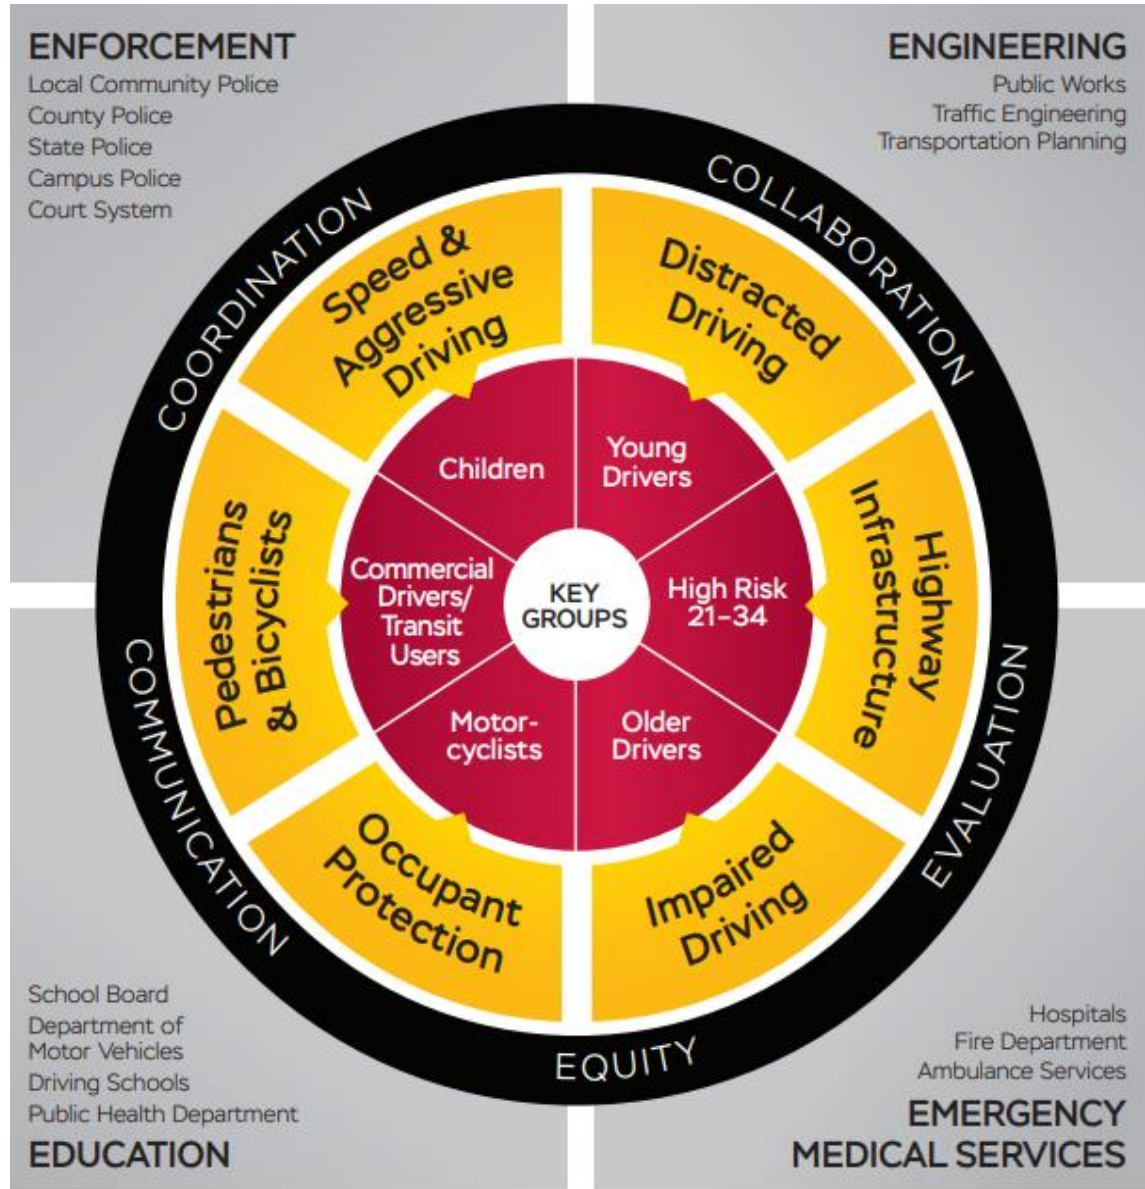 ENFORCEMENT
Local Community Police
County Police
State Police
Campus Police
Court System
ENGINEERING
Public Works
Traffic Engineering
Transportation Planning
COORDINATION
COLLABORATION
EVALUATION
EQUITY
COMMUNICATION
Speed &
Aggressive
Driving
Distracted
Driving
Highway
Infrastructure
Impaired
Driving
Occupant
Protection
Pedestrians
& Bicyclists
Children
Young
Drivers
High Risk
21–34
Older
Drivers
Motor-
cyclists
Commercial
Drivers/
Transit
Users
KEY
GROUPS
School Board
Department of
Motor Vehicles
Driving Schools
Public Health Department
EDUCATION
Hospitals
Fire Department
Ambulance Services
EMERGENCY
MEDICAL SERVICES